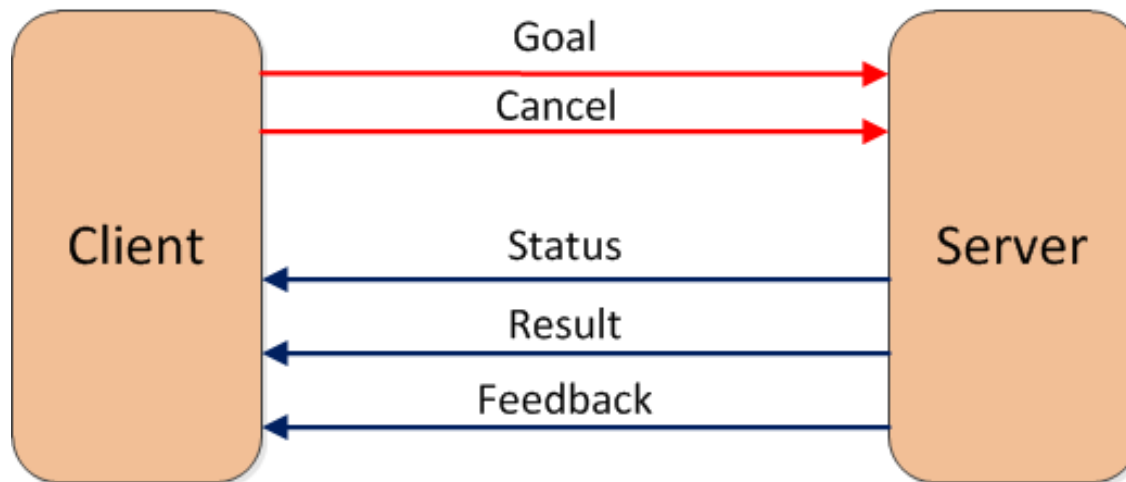 Goal
Cancel
Client
Server
Status
Result
Feedback